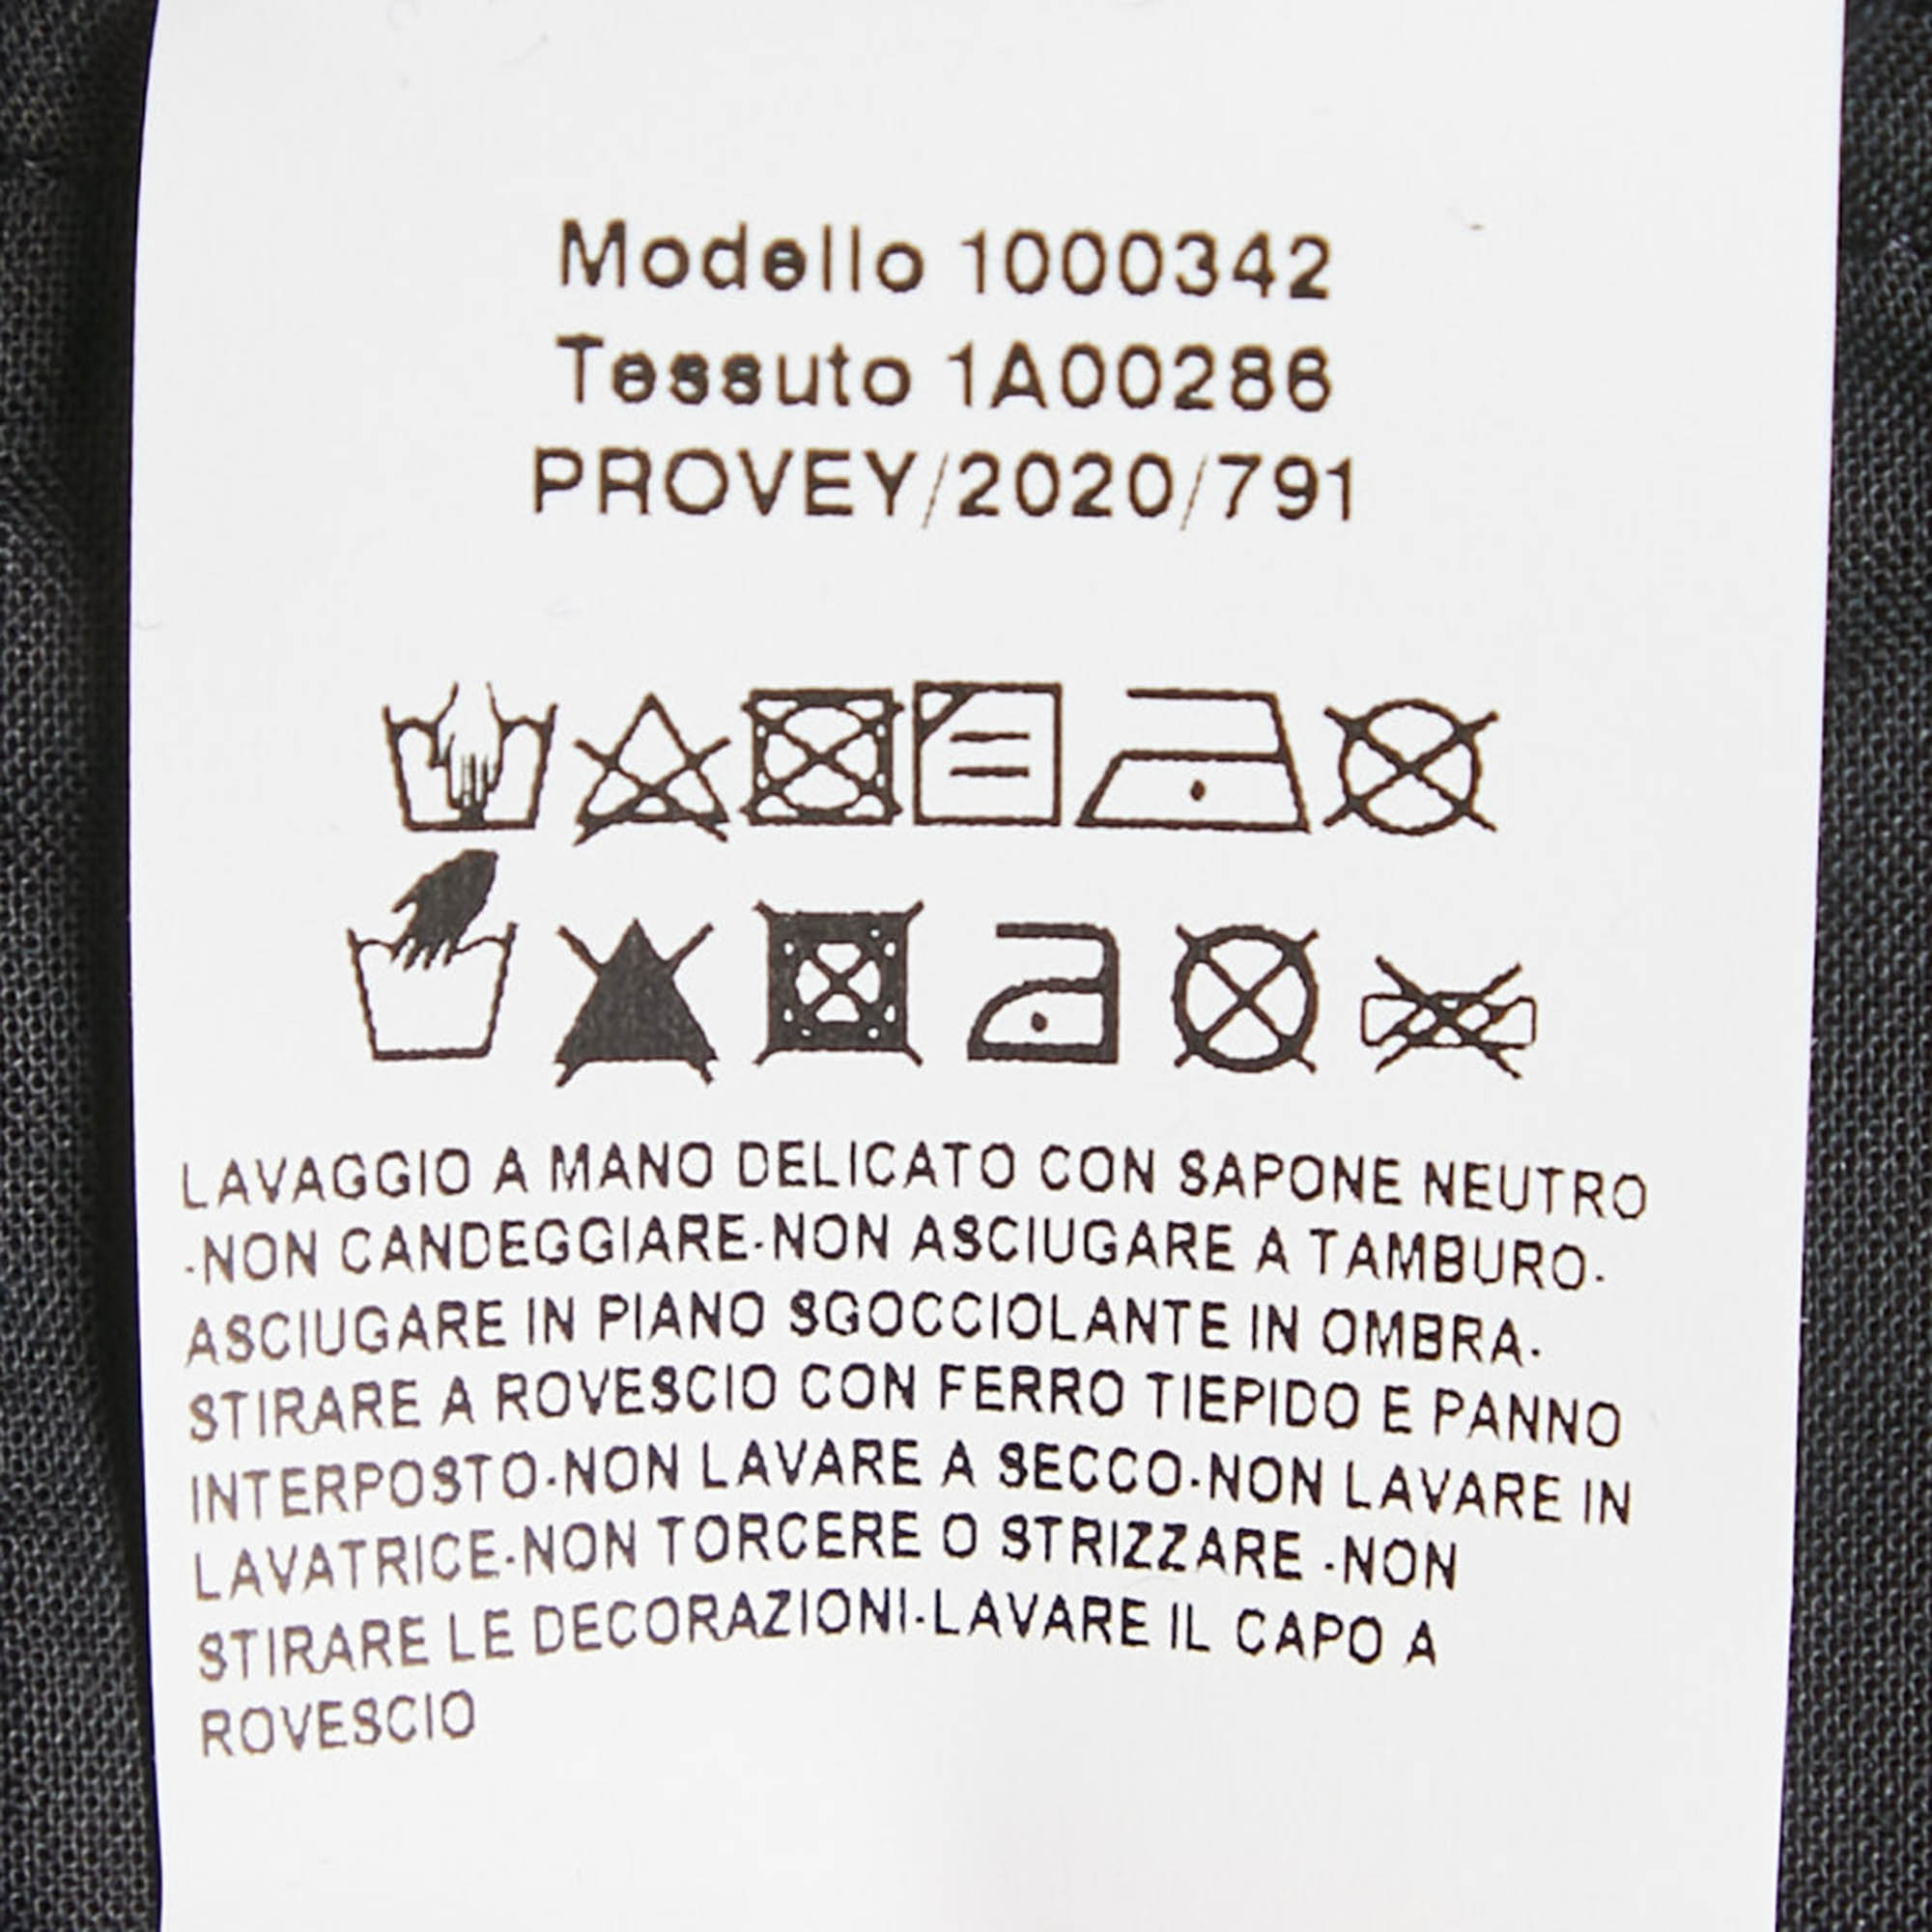 Modello 1000342
Tessuto 1A00286
PROVEY/2020/791
LAVAGGIO A MANO DELICATO CON SAPONE NEUTRO
-NON CANDEGGIARE-NON ASCIUGARE A TAMBURO-
ASCIUGARE IN PIANO SGOCCIOLANTE IN OMBRA-
STIRARE A ROVESCIO CON FERRO TIEPIDO E PANNO
INTERPOSTO-NON LAVARE A SECCO-NON LAVARE IN
LAVATRICE-NON TORCERE O STRIZZARE -NON
STIRARE LE DECORAZIONI-LAVARE IL CAPO A
ROVESCIO